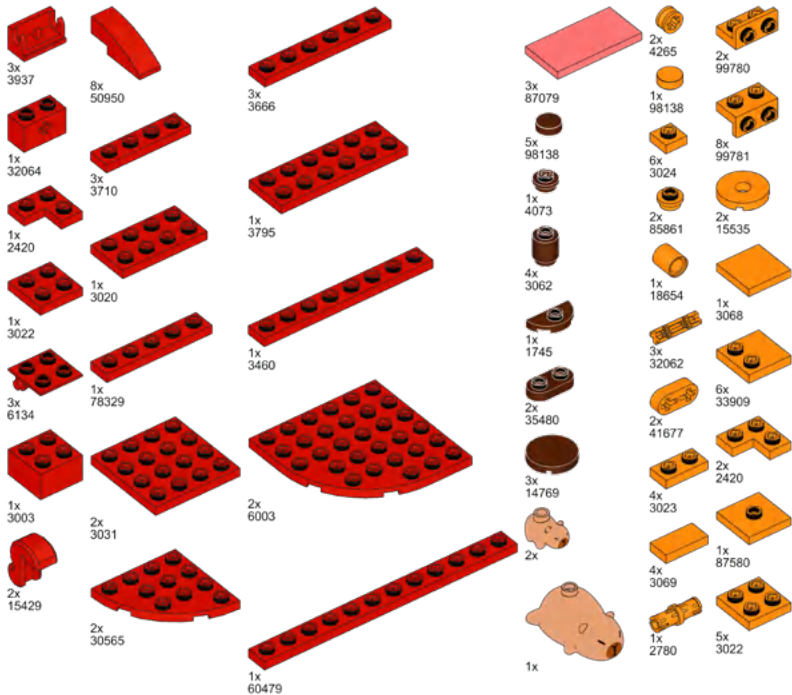 3x
3937
1x
32064
1x
2420
1x
3022
3x
6134
1x
3003
2x
15429
8x
50950
3x
3710
1x
3020
1x
78329
2x
3031
2x
30565
3x
3666
1x
3795
1x
3460
2x
6003
1x
60479
3x
87079
5x
98138
1x
4073
4x
3062
1x
1745
2x
35480
3x
14769
2x
1x
2x
4265
1x
98138
6x
3024
2x
85861
1x
18654
3x
32062
2x
41677
4x
3023
4x
3069
1x
2780
2x
99780
8x
99781
2x
15535
1x
3068
6x
33909
2x
2420
1x
87580
5x
3022